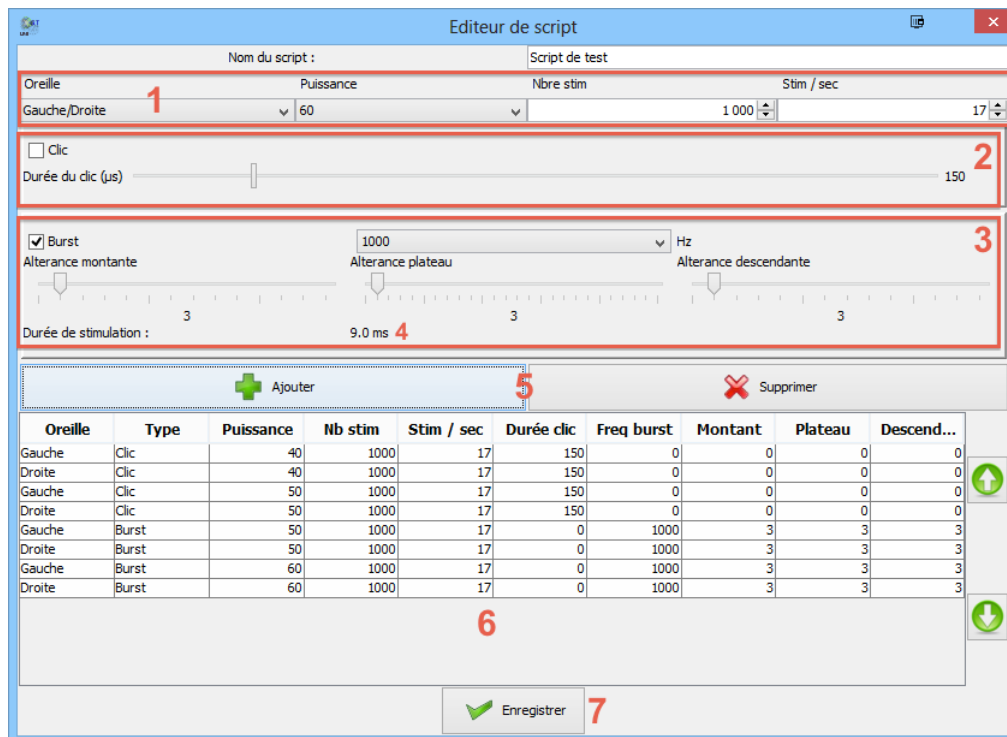 Editeur de script
Nom du script : Script de test
Oreille Puissance Nbre stim Stim / sec
1
Gauche/Droite 60 1 000 17
Clic 2
Durée du clic (µs) 150
Burst 1000 Hz 3
Alterance montante Alterance plateau Alterance descendante
3 3 3
Durée de stimulation : 9.0 ms 4
Ajouter 5 Supprimer
Oreille Type Puissance Nb stim Stim / sec Durée clic Freq burst Montant Plateau Descend...
Gauche Clic 40 1000 17 150 0 0 0 0
Droite Clic 40 1000 17 150 0 0 0 0
Gauche Clic 50 1000 17 150 0 0 0 0
Droite Clic 50 1000 17 150 0 0 0 0
Gauche Burst 50 1000 17 0 1000 3 3 3
Droite Burst 50 1000 17 0 1000 3 3 3
Gauche Burst 60 1000 17 0 1000 3 3 3
Droite Burst 60 1000 17 0 1000 3 3 3
6
Enregistrer 7